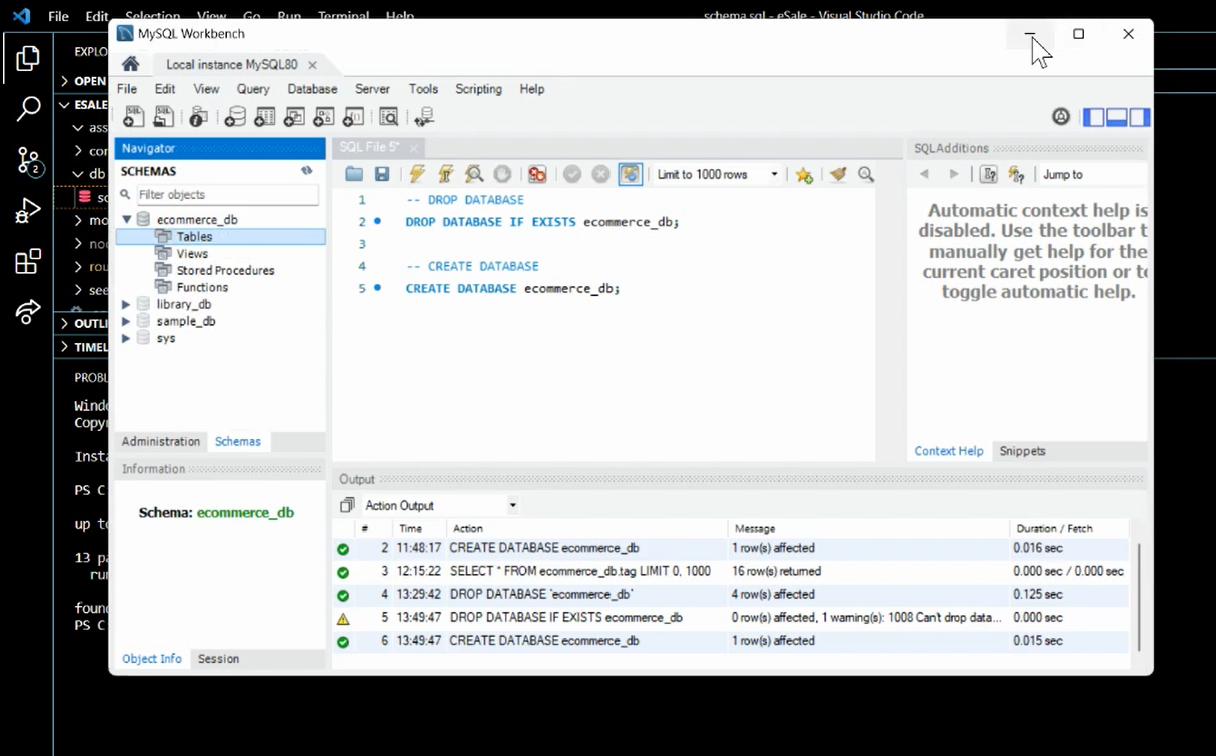 File Edit Selection View Go Run Terminal Help
schema.sql - eSale - Visual Studio Code
MySQL Workbench
EXPLO
Local instance MySQL80
OPEN
File Edit View Query Database Server Tools Scripting Help
ESALE
ass
Navigator
SQL File 5*
SQLAdditions
con
SCHEMAS
db
Limit to 1000 rows
Jump to
2
Filter objects
sc
1 -- DROP DATABASE
ecommerce_db
2 DROP DATABASE IF EXISTS ecommerce_db;
mo
Tables
3
noc
Views
4 -- CREATE DATABASE
rou
Stored Procedures
5 CREATE DATABASE ecommerce_db;
Functions
see
library_db
sample_db
sys
Automatic context help is
disabled. Use the toolbar t
manually get help for the
current caret position or to
toggle automatic help.
OUTLI
TIMEL
PROBL
Windo
Copyr
Insta
PS C
up to
13 pa
run
found
PS C:
Administration Schemas
Context Help Snippets
Information
Schema: ecommerce_db
Object Info Session
Output
Action Output
# Time Action Message Duration / Fetch
2 11:48:17 CREATE DATABASE ecommerce_db 1 row(s) affected 0.016 sec
3 12:15:22 SELECT * FROM ecommerce_db.tag LIMIT 0, 1000 16 row(s) returned 0.000 sec / 0.000 sec
4 13:29:42 DROP DATABASE `ecommerce_db` 4 row(s) affected 0.125 sec
5 13:49:47 DROP DATABASE IF EXISTS ecommerce_db 0 row(s) affected, 1 warning(s): 1008 Can't drop data... 0.000 sec
6 13:49:47 CREATE DATABASE ecommerce_db 1 row(s) affected 0.015 sec